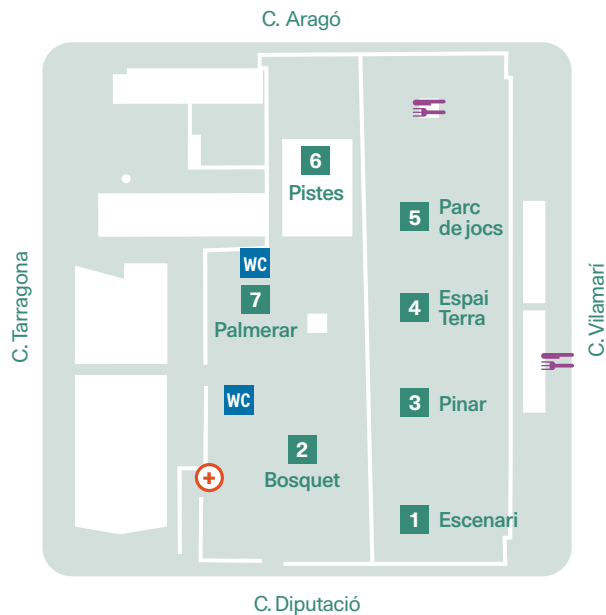 C. Aragó
6
Pistes
5
Parc
de jocs
C. Tarragona
WC
7
Palmerar
4
Espai
Terra
C. Vilamarí
WC
3
Pinar
2
Bosquet
1
Escenari
C. Diputació